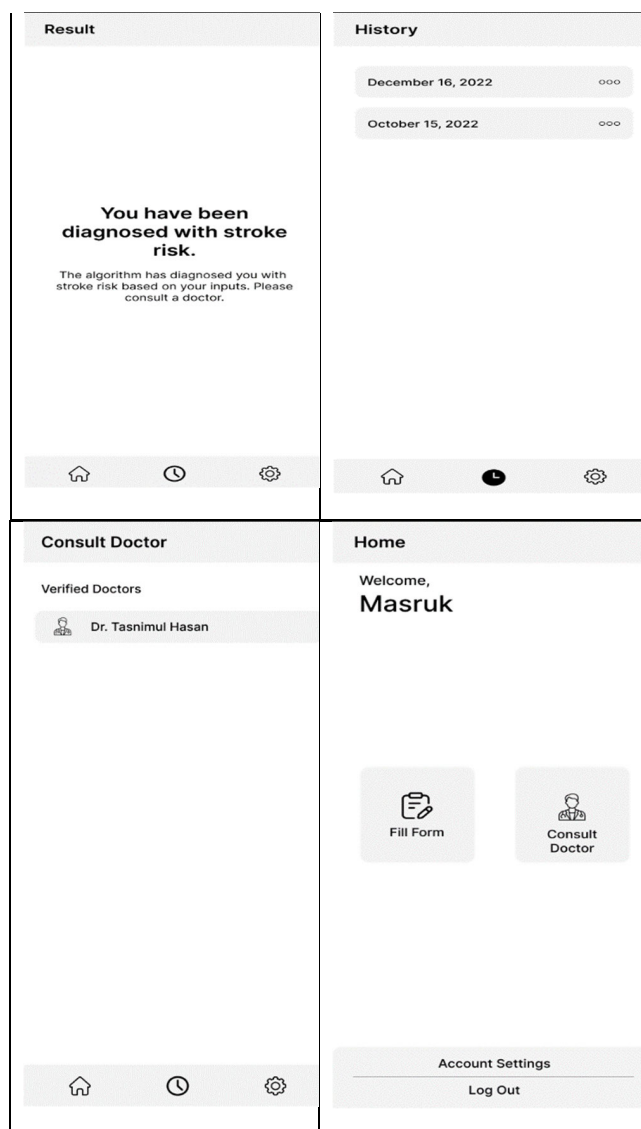 Result
You have been
diagnosed with stroke
risk.
The algorithm has diagnosed you with
stroke risk based on your inputs. Please
consult a doctor.
History
December 16, 2022
October 15, 2022
Consult Doctor
Verified Doctors
Dr. Tasnimul Hasan
Home
Welcome,
Masruk
Fill Form
Consult
Doctor
Account Settings
Log Out